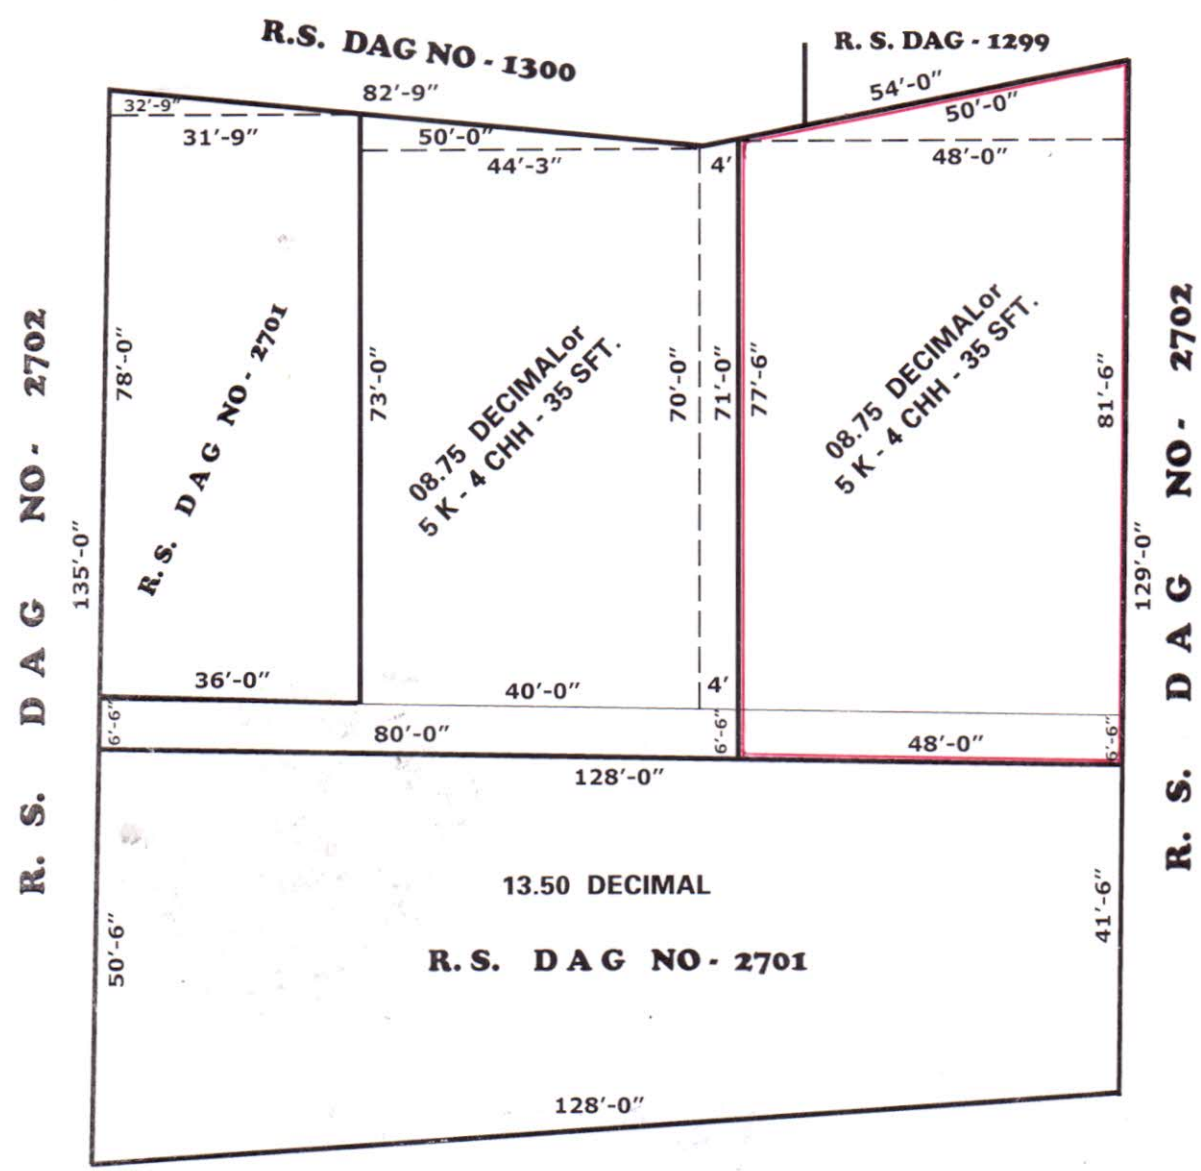 R.S. DAG NO - 1300
R. S. DAG - 1299
82'-9"
54'-0"
32'-9"
50'-0"
31'-9"
50'-0"
44'-3"
4'
48'-0"
R. S. DAG NO - 2702
R. S. DAG NO - 2702
78'-0"
R. S. DAG NO - 2701
73'-0"
08.75 DECIMALor
5 K - 4 CHH - 35 SFT.
70'-0"
71'-0"
77'-6"
08.75 DECIMALor
5 K - 4 CHH - 35 SFT.
81'-6"
135'-0"
129'-0"
36'-0"
40'-0"
4'
6'-6"
80'-0"
6'-6"
48'-0"
6'-6"
128'-0"
13.50 DECIMAL
R. S. DAG NO - 2701
50'-6"
41'-6"
128'-0"